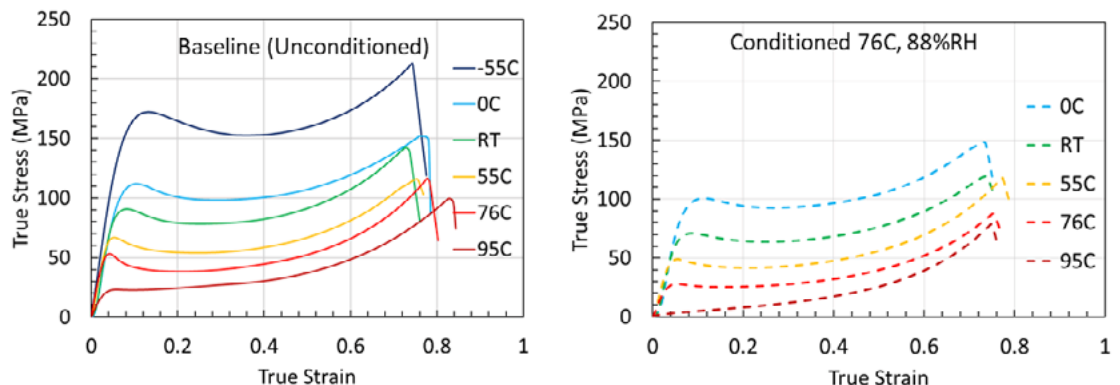 Baseline (Unconditioned)
True Stress (MPa)
250
200
150
100
50
0
0
0.2
0.4
0.6
0.8
1
True Strain
-55C
0C
RT
55C
76C
95C
Conditioned 76C, 88%RH
True Stress (MPa)
250
200
150
100
50
0
0
0.2
0.4
0.6
0.8
1
True Strain
0C
RT
55C
76C
95C